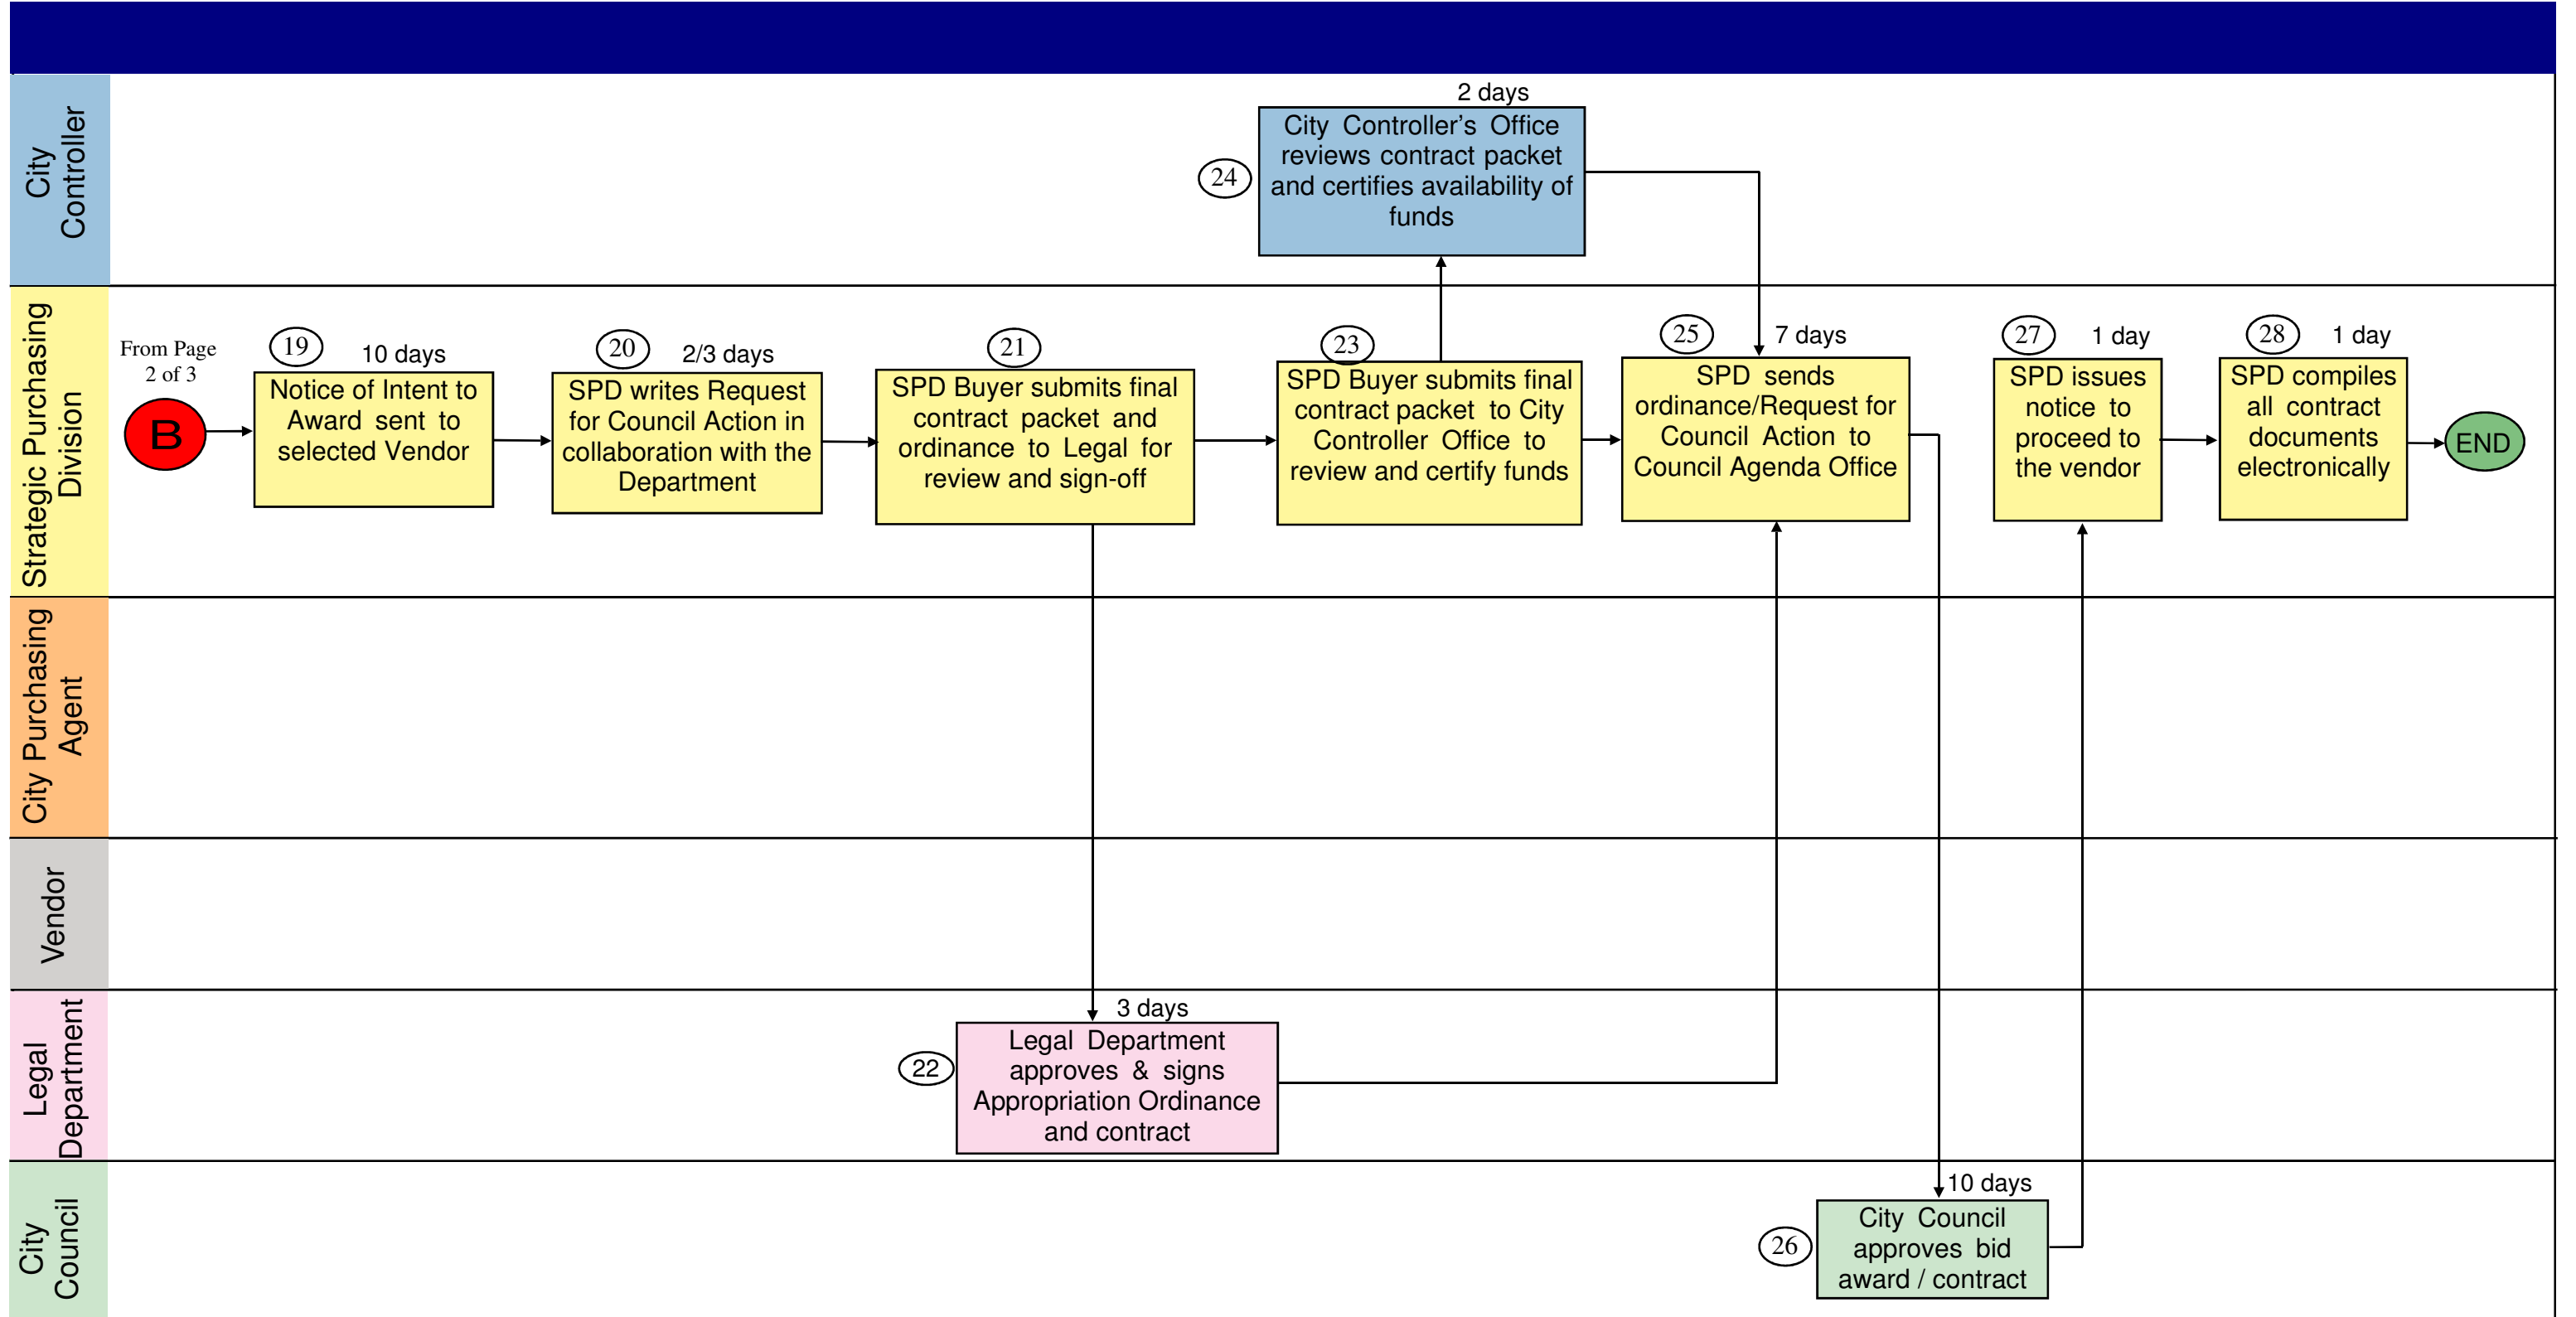 City
Controller
2 days
24
City Controller's Office
reviews contract packet
and certifies availability of
funds
Strategic Purchasing
Division
From Page
2 of 3
B
19
10 days
Notice of Intent to
Award sent to
selected Vendor
20
2/3 days
SPD writes Request
for Council Action in
collaboration with the
Department
21
SPD Buyer submits final
contract packet and
ordinance to Legal for
review and sign-off
23
SPD Buyer submits final
contract packet to City
Controller Office to
review and certify funds
25
7 days
SPD sends
ordinance/Request for
Council Action to
Council Agenda Office
27
1 day
SPD issues
notice to
proceed to
the vendor
28
1 day
SPD compiles
all contract
documents
electronically
END
City Purchasing
Agent
Vendor
Legal
Department
3 days
22
Legal Department
approves & signs
Appropriation Ordinance
and contract
City
Council
10 days
26
City Council
approves bid
award / contract